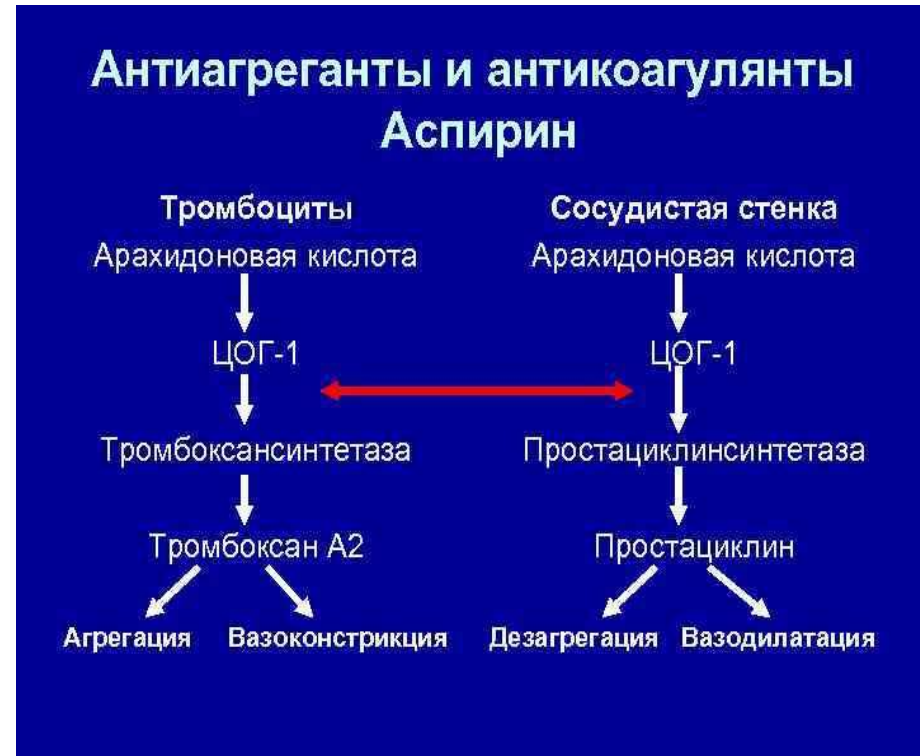 Антиагреганты и антикоагулянты
Аспирин
Тромбоциты
Арахидоновая кислота
ЦОГ-1
Тромбоксансинтетаза
Тромбоксан А2
Агрегация Вазоконстрикция
Сосудистая стенка
Арахидоновая кислота
ЦОГ-1
Простациклинсинтетаза
Простациклин
Дезагрегация Вазодилатация